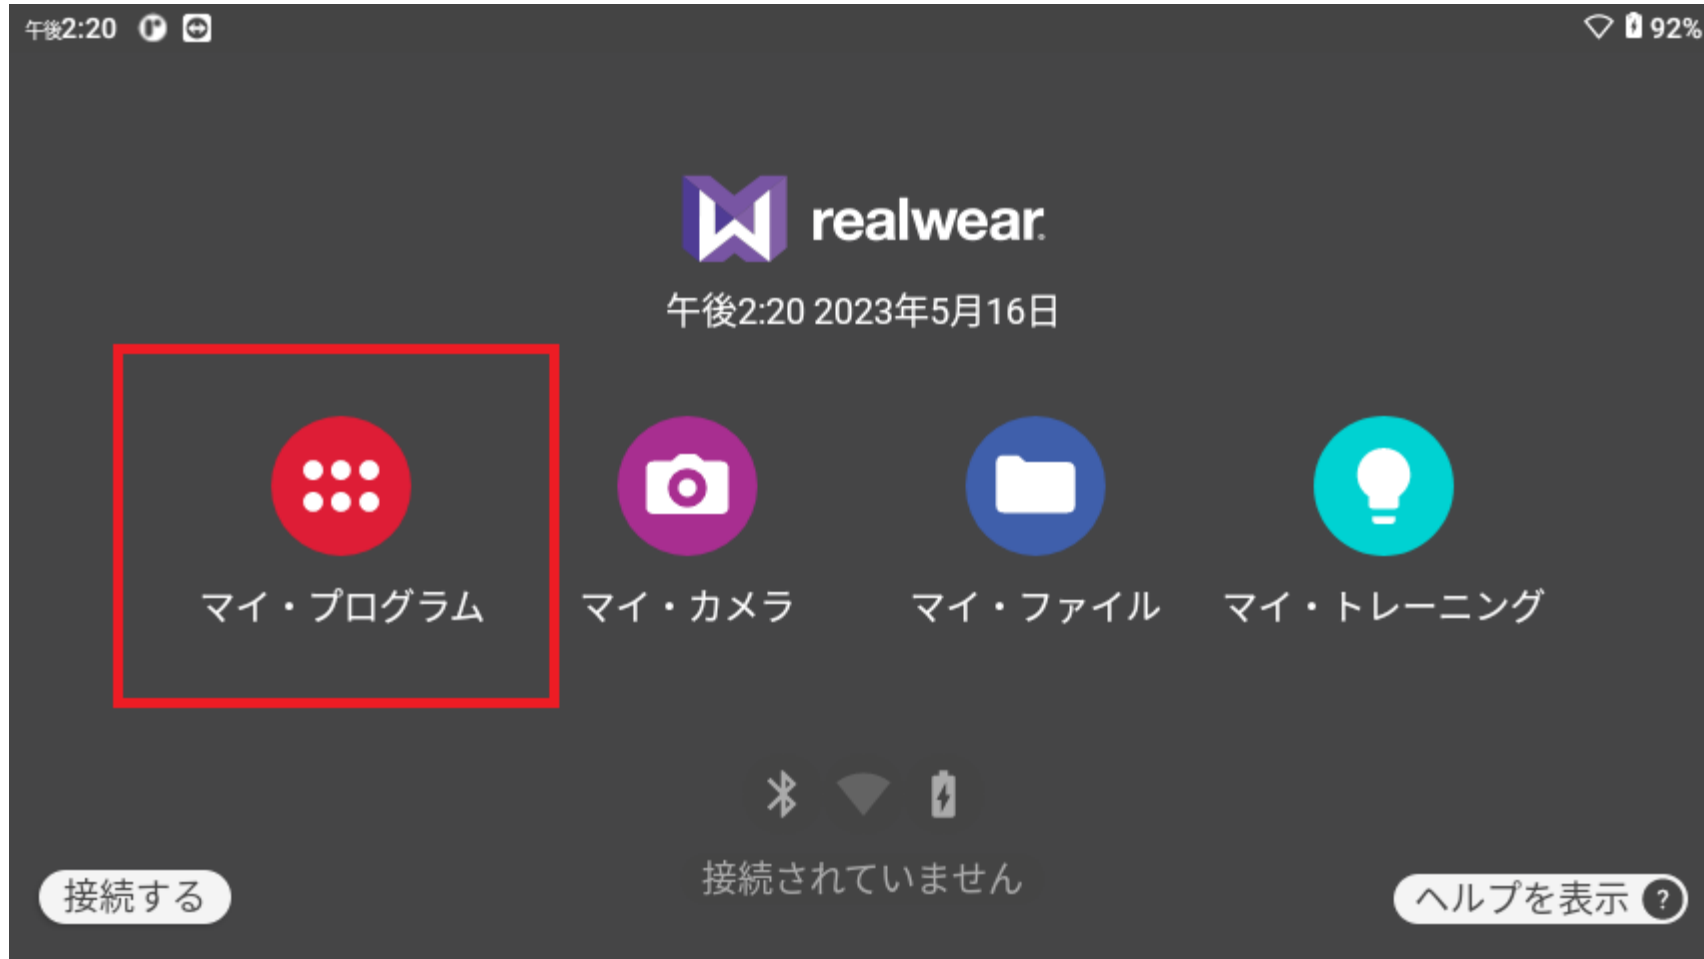 午後2:20
92%
realwear
午後2:20 2023年5月16日
マイ・プログラム
マイ・カメラ
マイ・ファイル
マイ・トレーニング
接続されていません
接続する
ヘルプを表示 ?